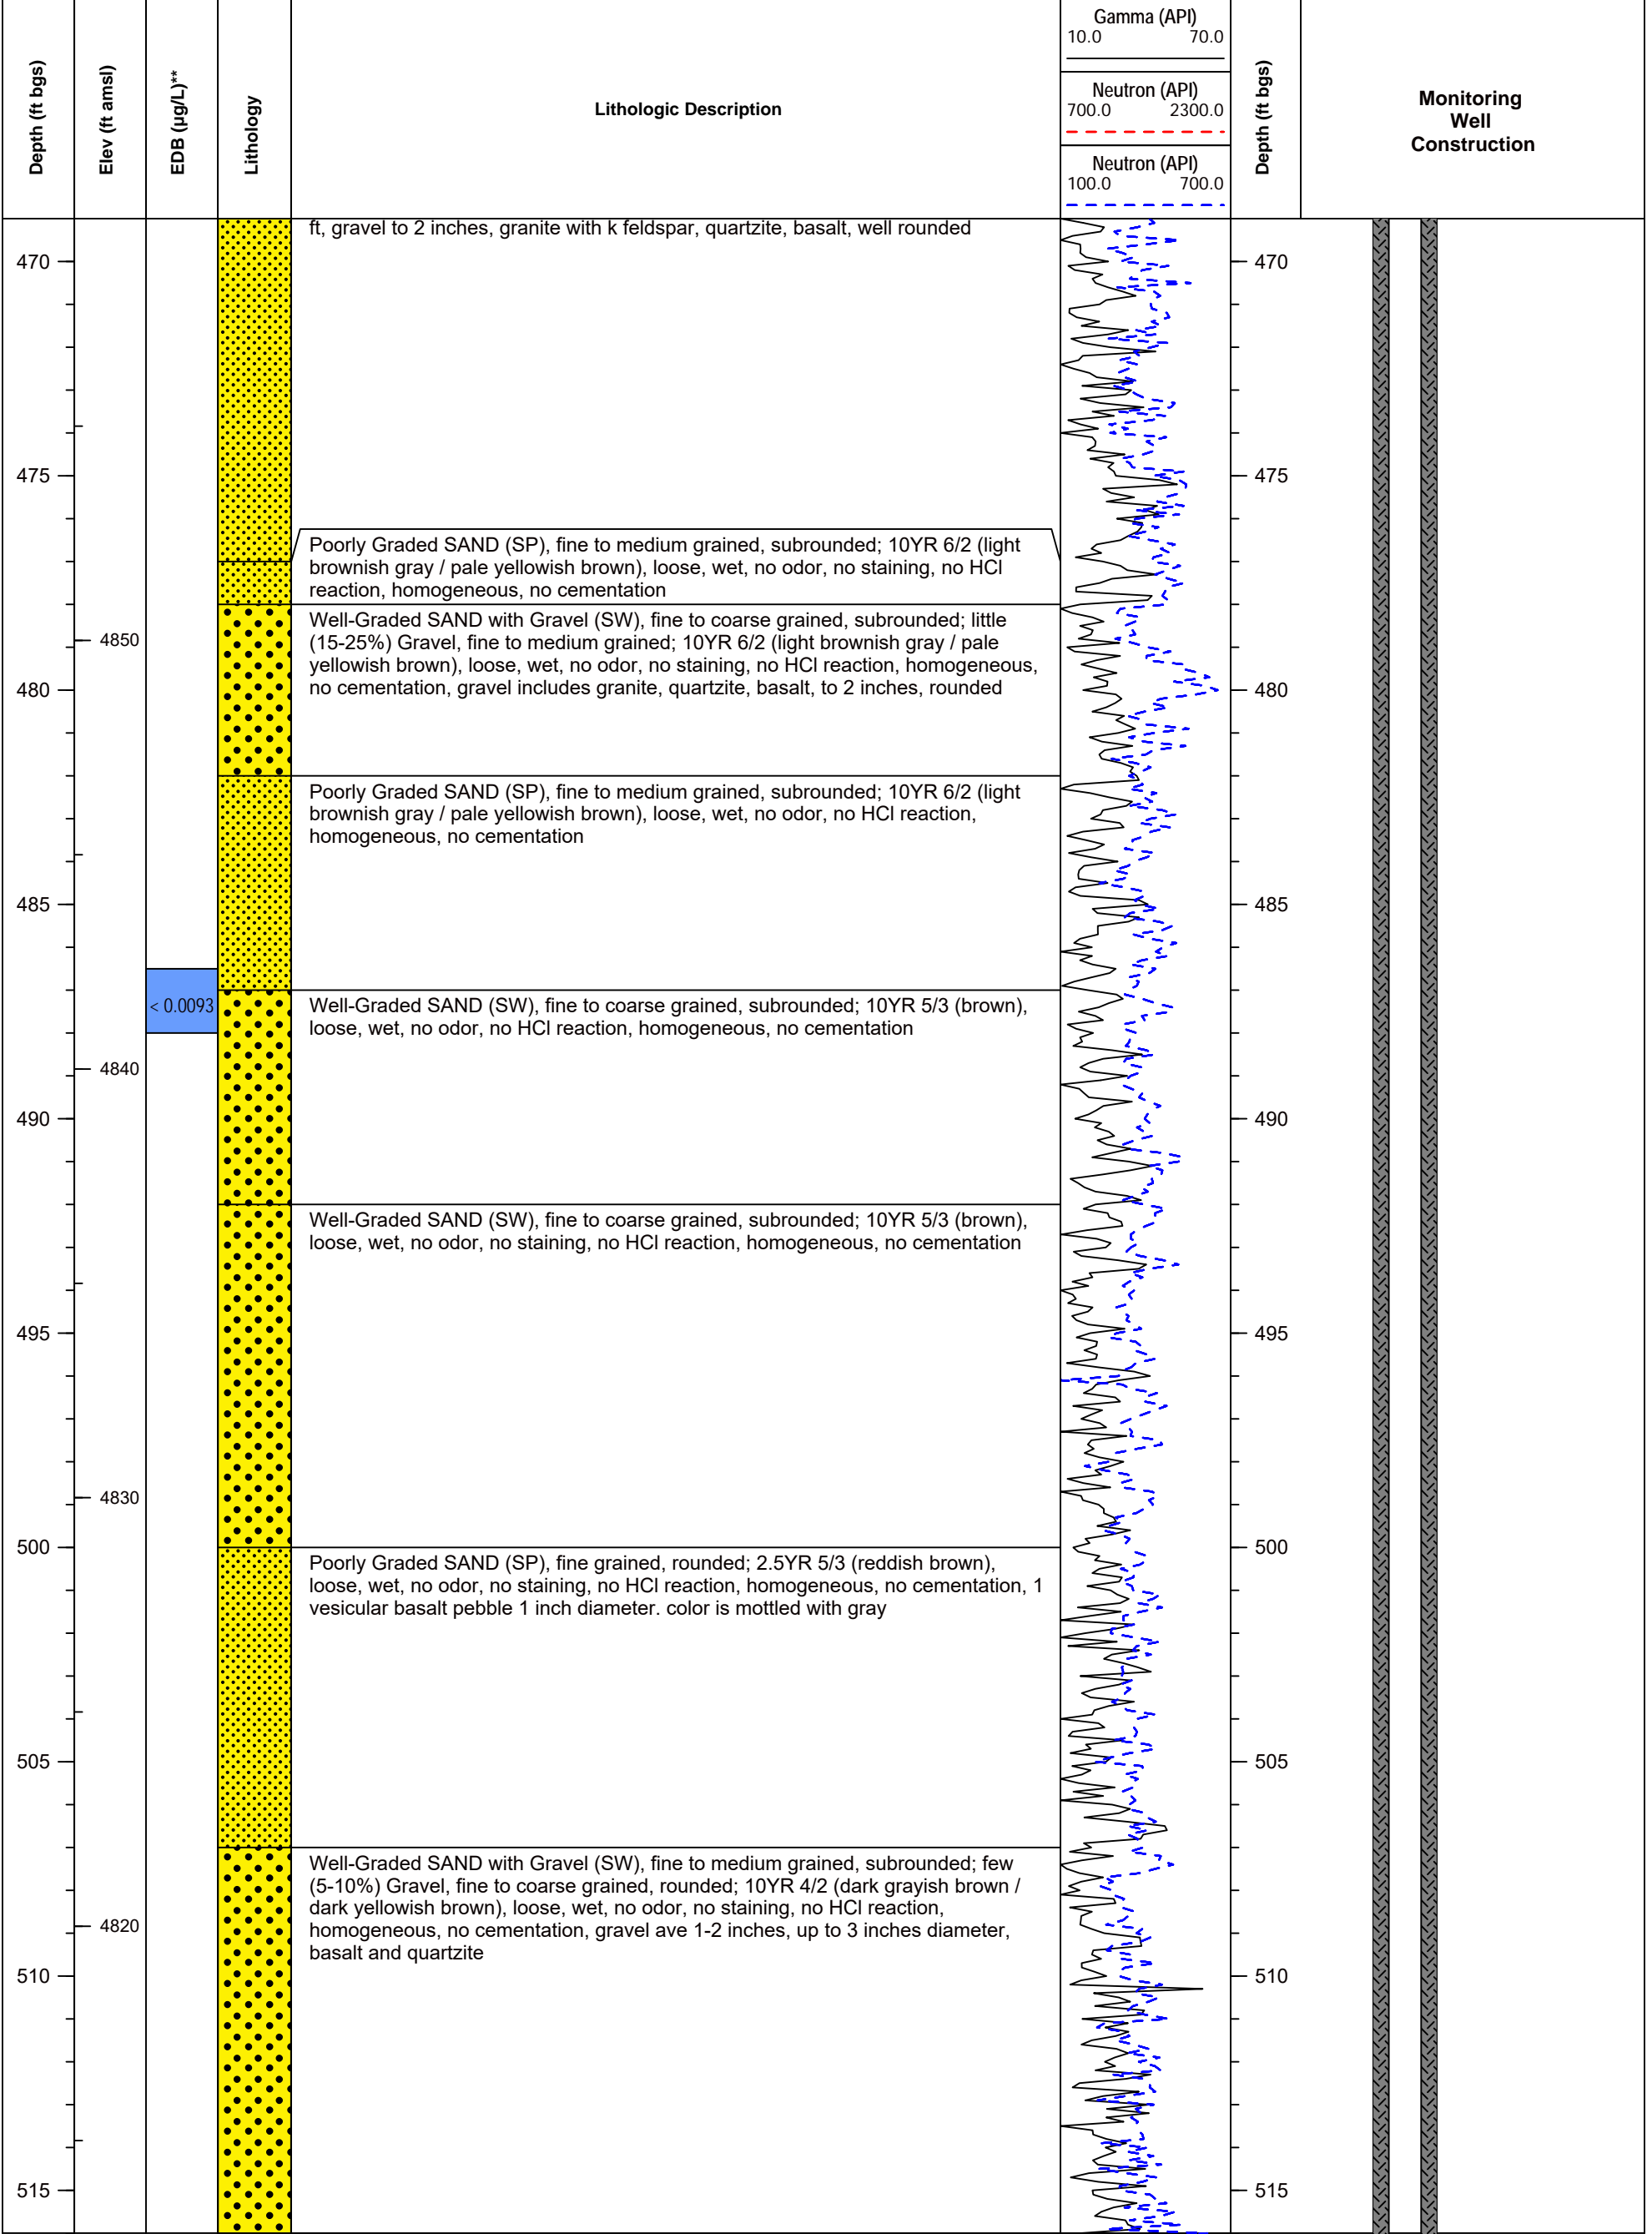 Depth (ft bgs)
Elev (ft amsl)
EDB (µg/L)**
Lithology
Lithologic Description
Gamma (API)
10.0 70.0
Neutron (API)
700.0 2300.0
Neutron (API)
100.0 700.0
Depth (ft bgs)
Monitoring
Well
Construction
ft, gravel to 2 inches, granite with k feldspar, quartzite, basalt, well rounded
470 470
475 475
Poorly Graded SAND (SP), fine to medium grained, subrounded; 10YR 6/2 (light
brownish gray / pale yellowish brown), loose, wet, no odor, no staining, no HCl
reaction, homogeneous, no cementation
Well-Graded SAND with Gravel (SW), fine to coarse grained, subrounded; little
(15-25%) Gravel, fine to medium grained; 10YR 6/2 (light brownish gray / pale
yellowish brown), loose, wet, no odor, no staining, no HCl reaction, homogeneous,
no cementation, gravel includes granite, quartzite, basalt, to 2 inches, rounded
4850
480 480
Poorly Graded SAND (SP), fine to medium grained, subrounded; 10YR 6/2 (light
brownish gray / pale yellowish brown), loose, wet, no odor, no HCl reaction,
homogeneous, no cementation
485 485
< 0.0093
Well-Graded SAND (SW), fine to coarse grained, subrounded; 10YR 5/3 (brown),
loose, wet, no odor, no HCl reaction, homogeneous, no cementation
4840
490 490
Well-Graded SAND (SW), fine to coarse grained, subrounded; 10YR 5/3 (brown),
loose, wet, no odor, no staining, no HCl reaction, homogeneous, no cementation
495 495
4830
500 500
Poorly Graded SAND (SP), fine grained, rounded; 2.5YR 5/3 (reddish brown),
loose, wet, no odor, no staining, no HCl reaction, homogeneous, no cementation, 1
vesicular basalt pebble 1 inch diameter. color is mottled with gray
505 505
Well-Graded SAND with Gravel (SW), fine to medium grained, subrounded; few
(5-10%) Gravel, fine to coarse grained, rounded; 10YR 4/2 (dark grayish brown /
dark yellowish brown), loose, wet, no odor, no staining, no HCl reaction,
homogeneous, no cementation, gravel ave 1-2 inches, up to 3 inches diameter,
basalt and quartzite
4820
510 510
515 515